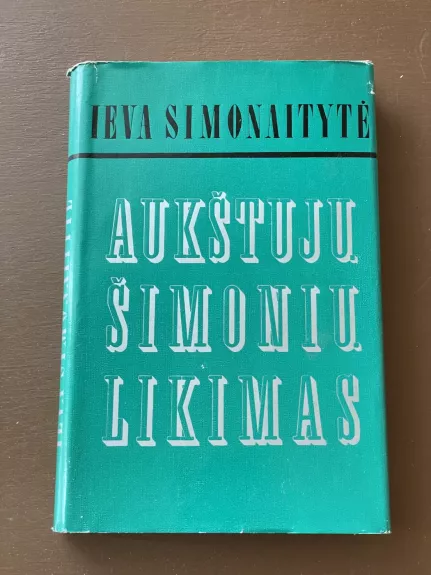 IEVA SIMONAITYTĖ
AUKŠTUJŲ
ŠIMONIŲ
LIKIMAS